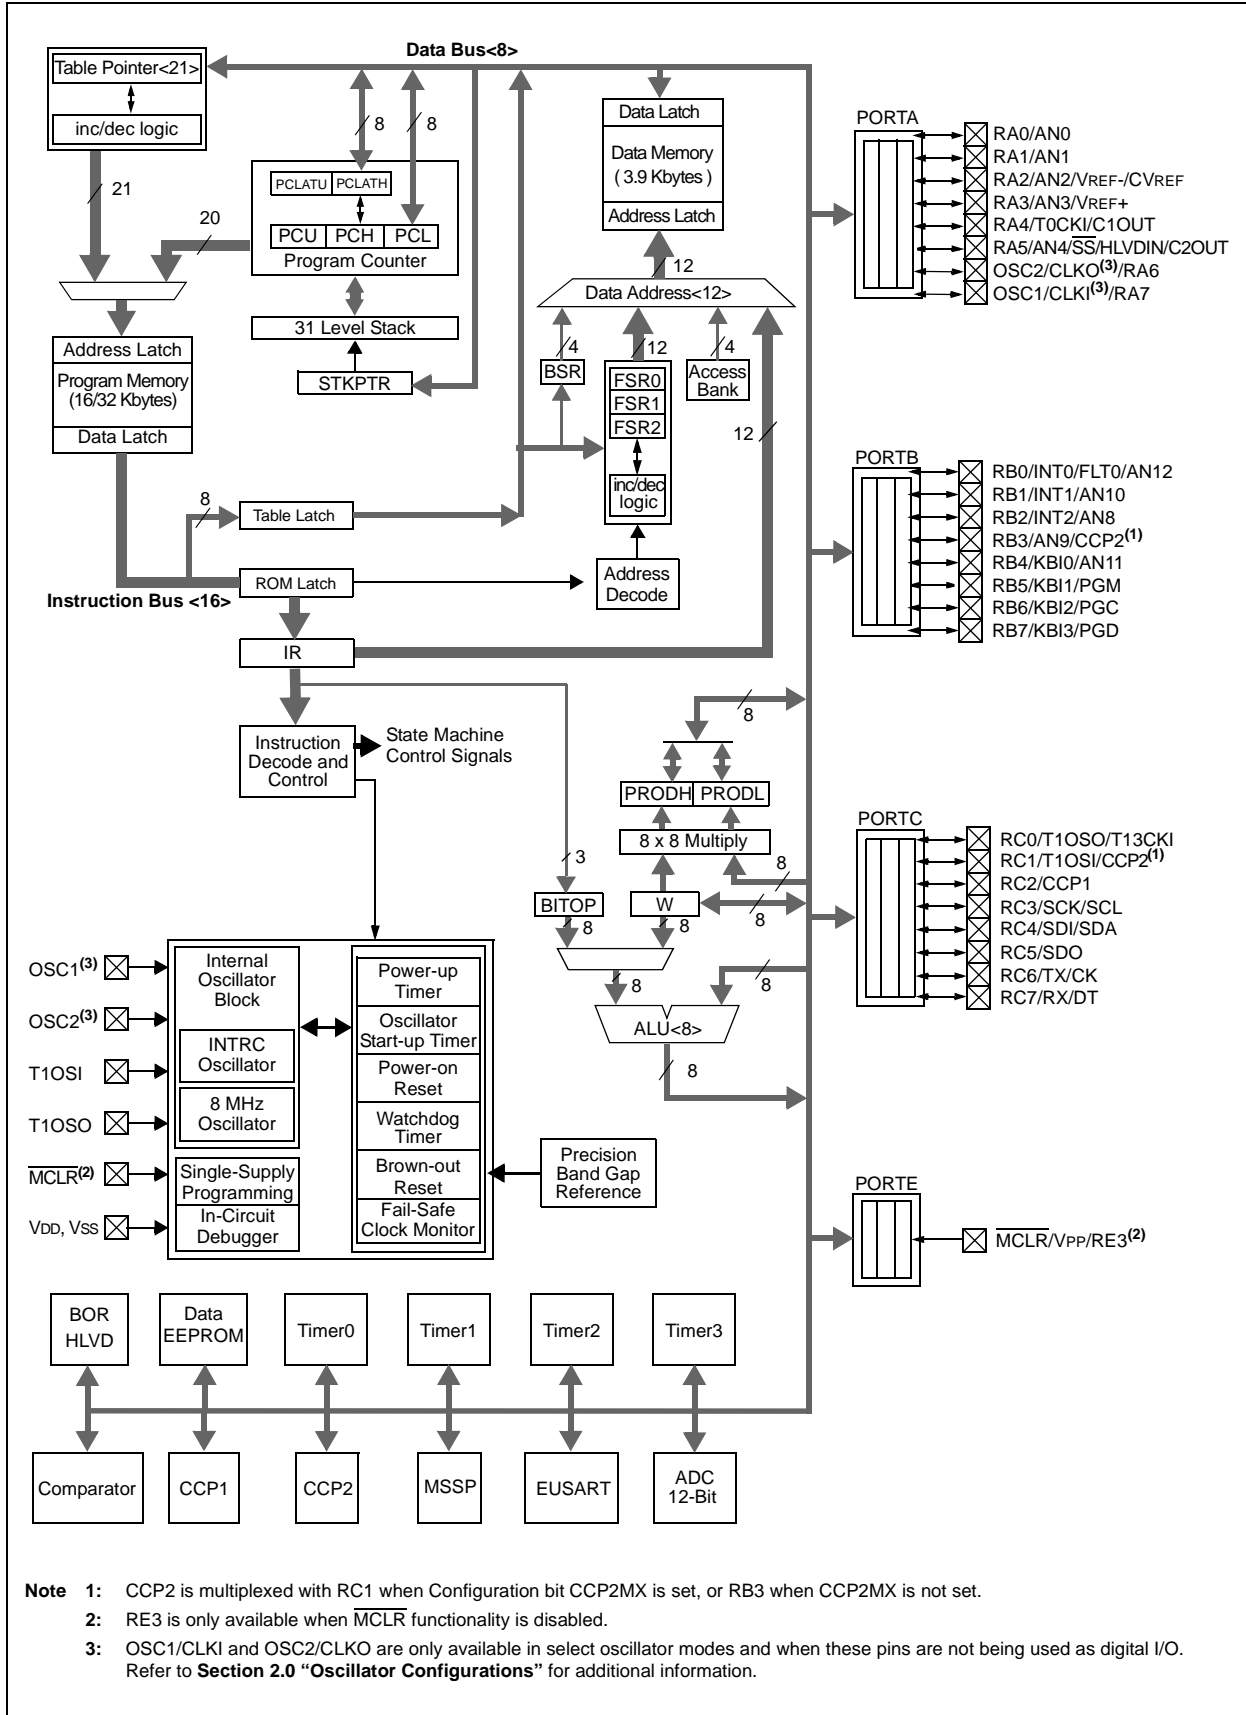 Data Bus<8>
Table Pointer<21>
inc/dec logic
21
20
8
8
PCLATU PCLATH
PCU PCH PCL
Program Counter
31 Level Stack
STKPTR
Address Latch
Program Memory
(16/32 Kbytes)
Data Latch
8
Table Latch
ROM Latch
Instruction Bus <16>
IR
Data Latch
Data Memory
( 3.9 Kbytes )
Address Latch
12
Data Address<12>
4
12
4
BSR
FSR0
FSR1
FSR2
inc/dec
logic
Access
Bank
12
Address
Decode
Instruction
Decode and
Control
State Machine
Control Signals
8
PRODH PRODL
8 x 8 Multiply
3
8
BITOP
W
8
8
8
8
8
ALU<8>
8
OSC1(3)
OSC2(3)
T1OSI
T1OSO
MCLR(2)
VDD, VSS
Internal
Oscillator
Block
INTRC
Oscillator
8 MHz
Oscillator
Single-Supply
Programming
In-Circuit
Debugger
Power-up
Timer
Oscillator
Start-up Timer
Power-on
Reset
Watchdog
Timer
Brown-out
Reset
Fail-Safe
Clock Monitor
Precision
Band Gap
Reference
PORTA
RA0/AN0
RA1/AN1
RA2/AN2/VREF-/CVREF
RA3/AN3/VREF+
RA4/T0CKI/C1OUT
RA5/AN4/SS/HLVDIN/C2OUT
OSC2/CLKO(3)/RA6
OSC1/CLKI(3)/RA7
PORTB
RB0/INT0/FLT0/AN12
RB1/INT1/AN10
RB2/INT2/AN8
RB3/AN9/CCP2(1)
RB4/KBI0/AN11
RB5/KBI1/PGM
RB6/KBI2/PGC
RB7/KBI3/PGD
PORTC
RC0/T1OSO/T13CKI
RC1/T1OSI/CCP2(1)
RC2/CCP1
RC3/SCK/SCL
RC4/SDI/SDA
RC5/SDO
RC6/TX/CK
RC7/RX/DT
PORTE
MCLR/VPP/RE3(2)
BOR
HLVD
Data
EEPROM
Timer0
Timer1
Timer2
Timer3
Comparator
CCP1
CCP2
MSSP
EUSART
ADC
12-Bit
Note 1: CCP2 is multiplexed with RC1 when Configuration bit CCP2MX is set, or RB3 when CCP2MX is not set.
2: RE3 is only available when MCLR functionality is disabled.
3: OSC1/CLKI and OSC2/CLKO are only available in select oscillator modes and when these pins are not being used as digital I/O.
Refer to Section 2.0 “Oscillator Configurations” for additional information.